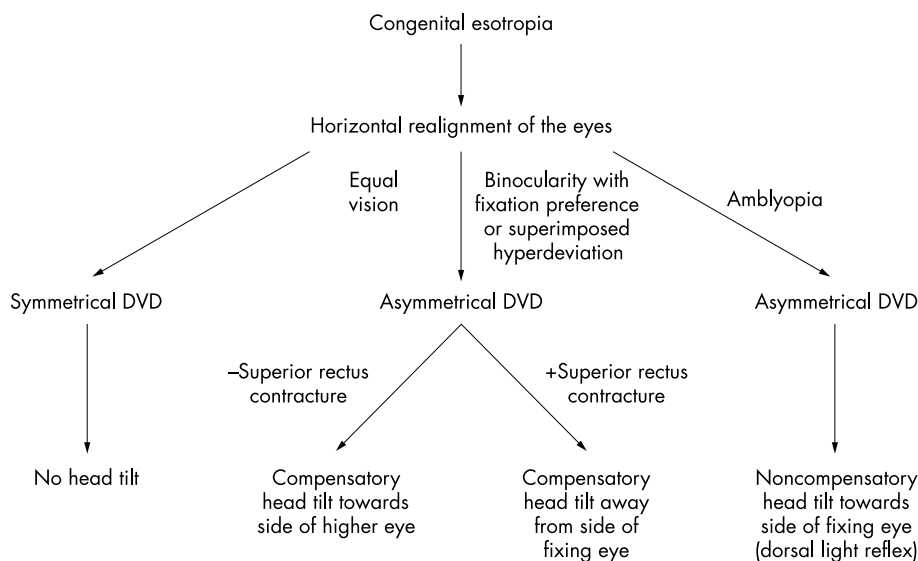 Congenital esotropia
Horizontal realignment of the eyes
Equal
vision
Binocularity with
fixation preference
or superimposed
hyperdeviation
Amblyopia
Symmetrical DVD
Asymmetrical DVD
Asymmetrical DVD
–Superior rectus
contracture
+Superior rectus
contracture
No head tilt
Compensatory
head tilt towards
side of higher eye
Compensatory
head tilt away
from side of
fixing eye
Noncompensatory
head tilt towards
side of fixing eye
(dorsal light reflex)